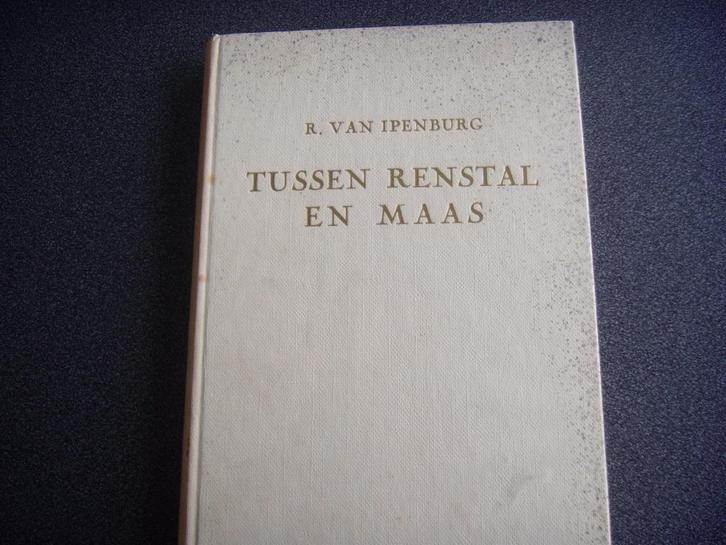 R. VAN IPENBURG
TUSSEN RENSTAL
EN MAAS